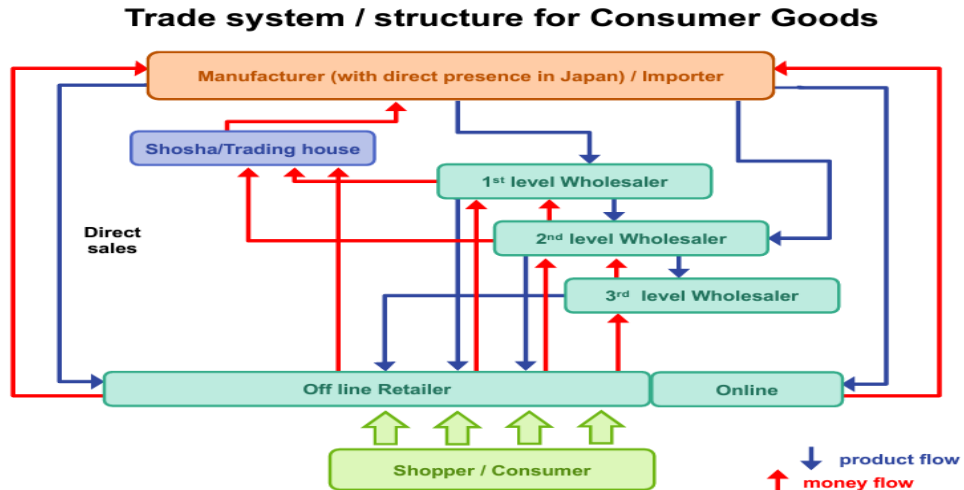 Trade system / structure for Consumer Goods
Manufacturer (with direct presence in Japan) / Importer
Shosha/Trading house
1st level Wholesaler
Direct
sales
2nd level Wholesaler
3rd level Wholesaler
Off line Retailer
Online
Shopper / Consumer
product flow
money flow